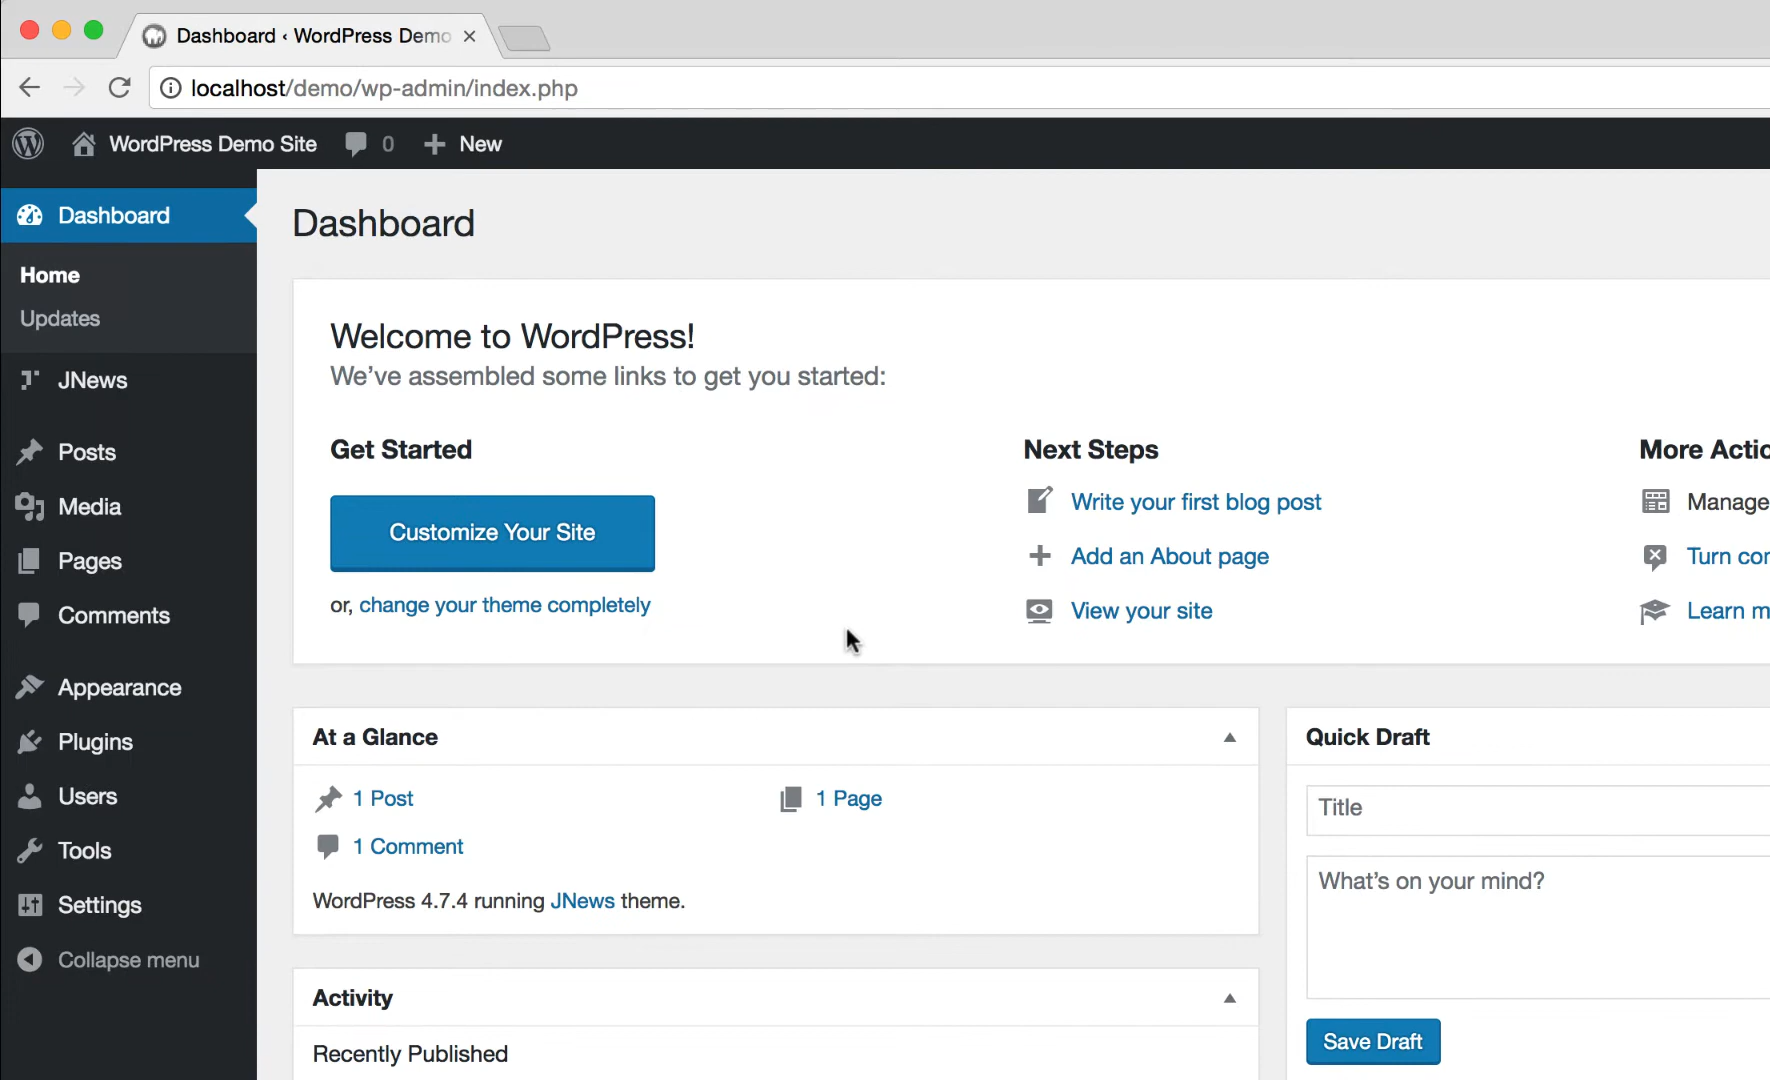 Dashboard ‹ WordPress Demo
localhost/demo/wp-admin/index.php
WordPress Demo Site 0 New
Dashboard
Home
Updates
JNews
Posts
Media
Pages
Comments
Appearance
Plugins
Users
Tools
Settings
Collapse menu
Dashboard
Welcome to WordPress!
We've assembled some links to get you started:
Get Started
Customize Your Site
or, change your theme completely
Next Steps
Write your first blog post
Add an About page
View your site
More Actio
Manage
Turn co
Learn m
At a Glance
1 Post
1 Page
1 Comment
WordPress 4.7.4 running JNews theme.
Activity
Recently Published
Quick Draft
Title
What's on your mind?
Save Draft